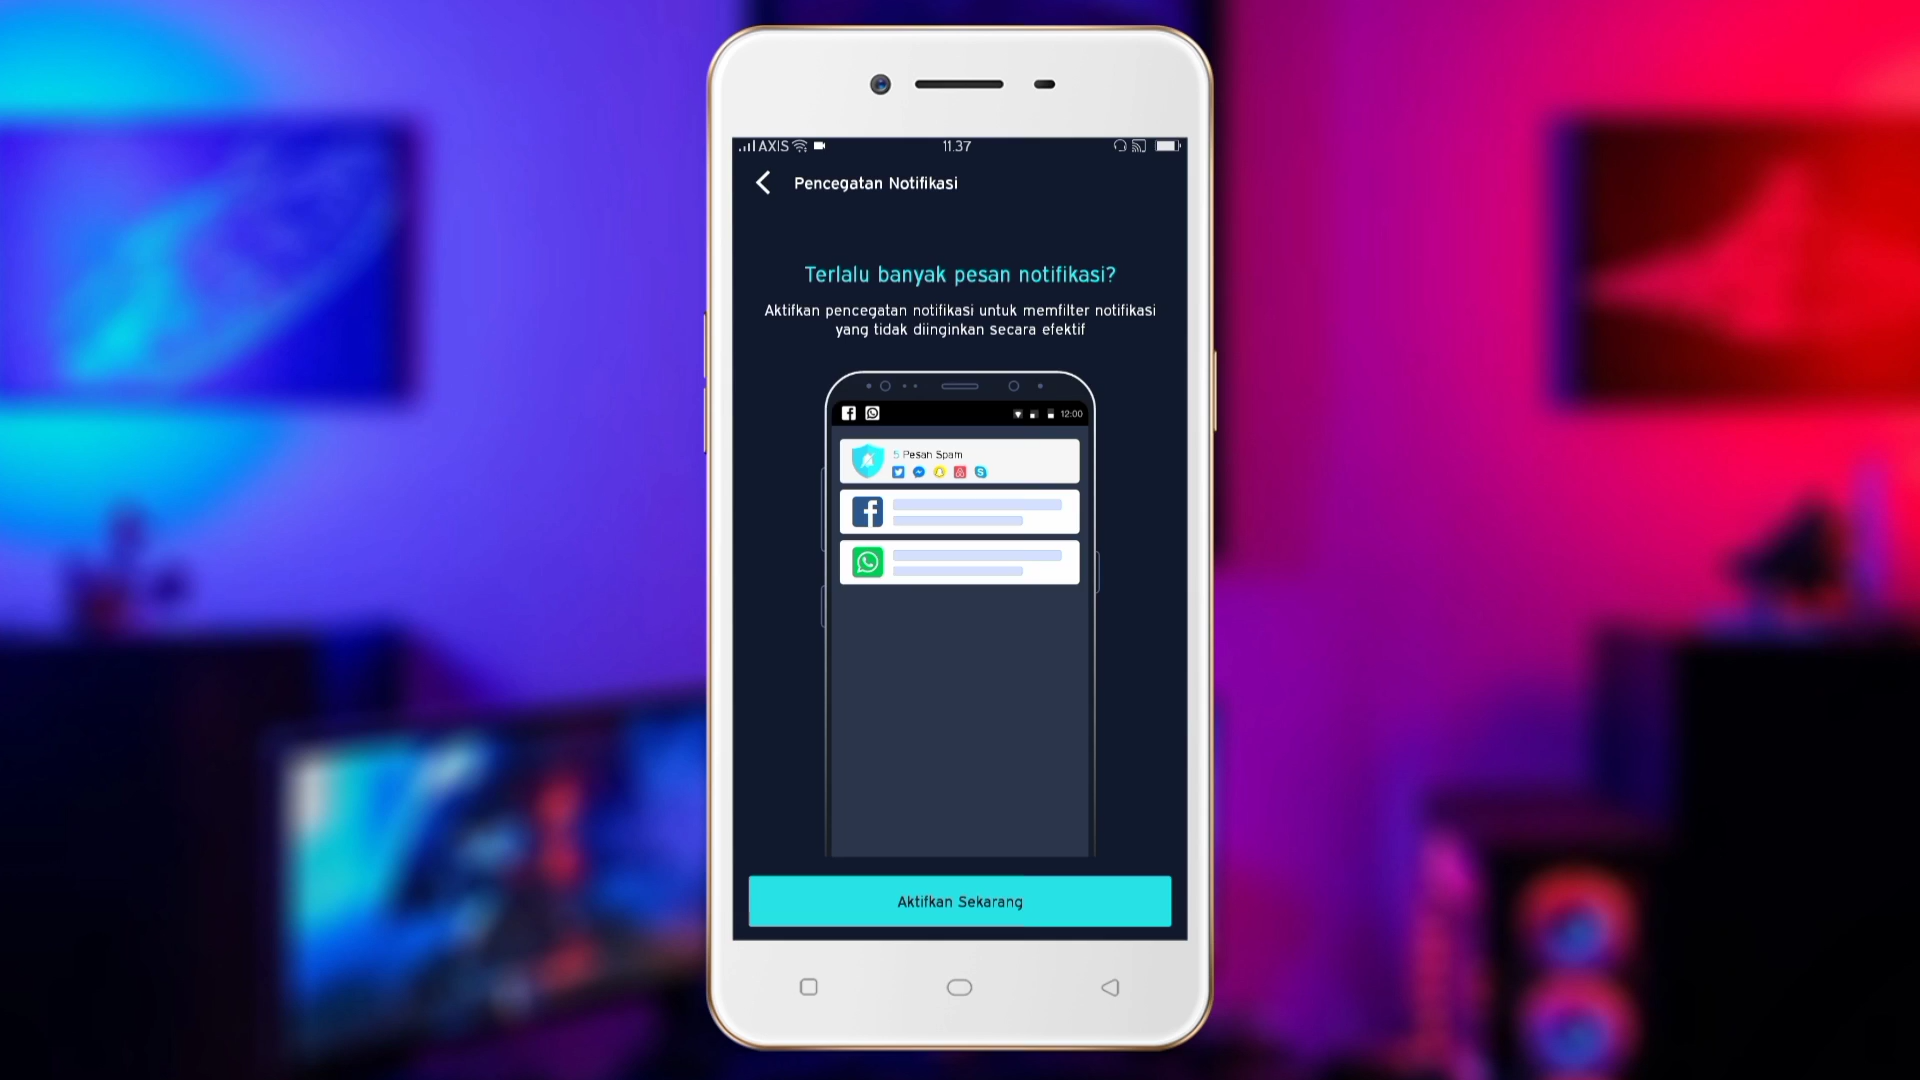 AXIS
11.37
Pencegatan Notifikasi
Terlalu banyak pesan notifikasi?
Aktifkan pencegatan notifikasi untuk memfilter notifikasi
yang tidak diinginkan secara efektif
12:00
5 Pesan Spam
Aktifkan Sekarang